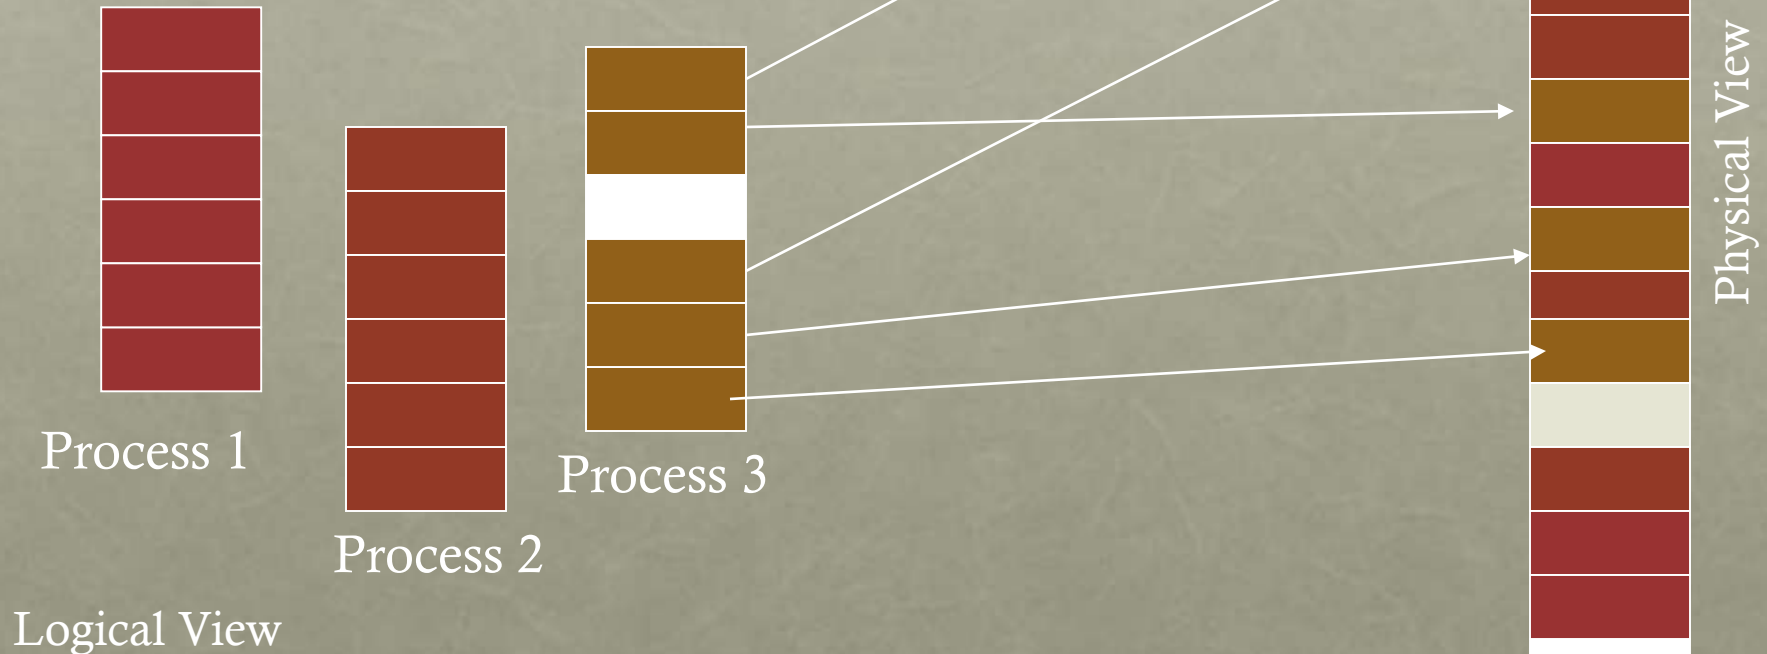 Physical View
Process 1
Process 3
Process 2
Logical View